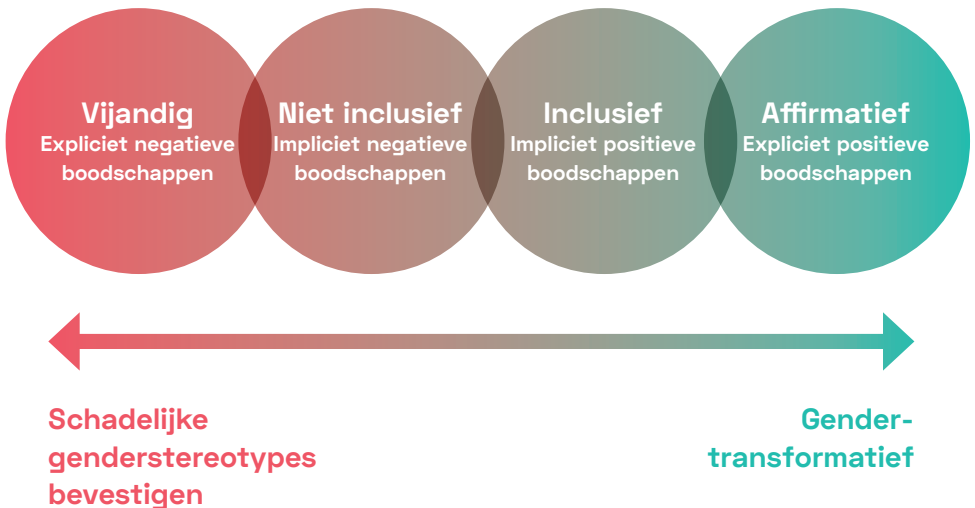 Vijandig
Expliciet negatieve
boodschappen
Niet inclusief
Impliciet negatieve
boodschappen
Inclusief
Impliciet positieve
boodschappen
Affirmatief
Expliciet positieve
boodschappen
Schadelijke
genderstereotypes
bevestigen
Gender-
transformatief